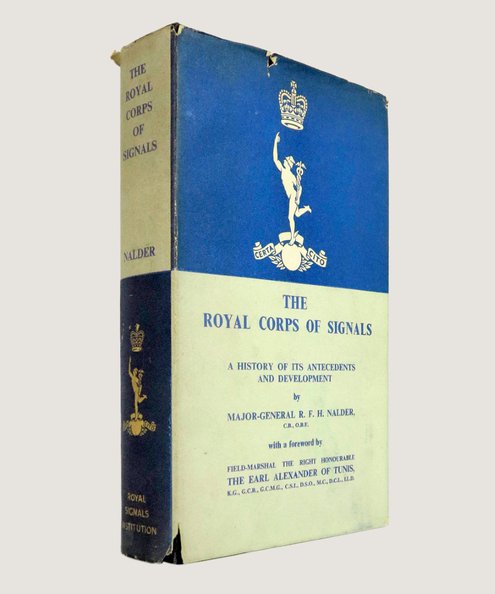 THE
ROYAL
CORPS
OF
SIGNALS
NALDER
ROYAL
SIGNALS
INSTITUTION
CERTA CITO
THE
ROYAL CORPS OF SIGNALS
A HISTORY OF ITS ANTECEDENTS
AND DEVELOPMENT
by
MAJOR-GENERAL R. F. H. NALDER,
C.B., O.B.E.
with a foreword by
FIELD-MARSHAL THE RIGHT HONOURABLE
THE EARL ALEXANDER OF TUNIS,
K.G., G.C.B., G.C.M.G., C.S.I., D.S.O., M.C., D.C.L., LL.D.